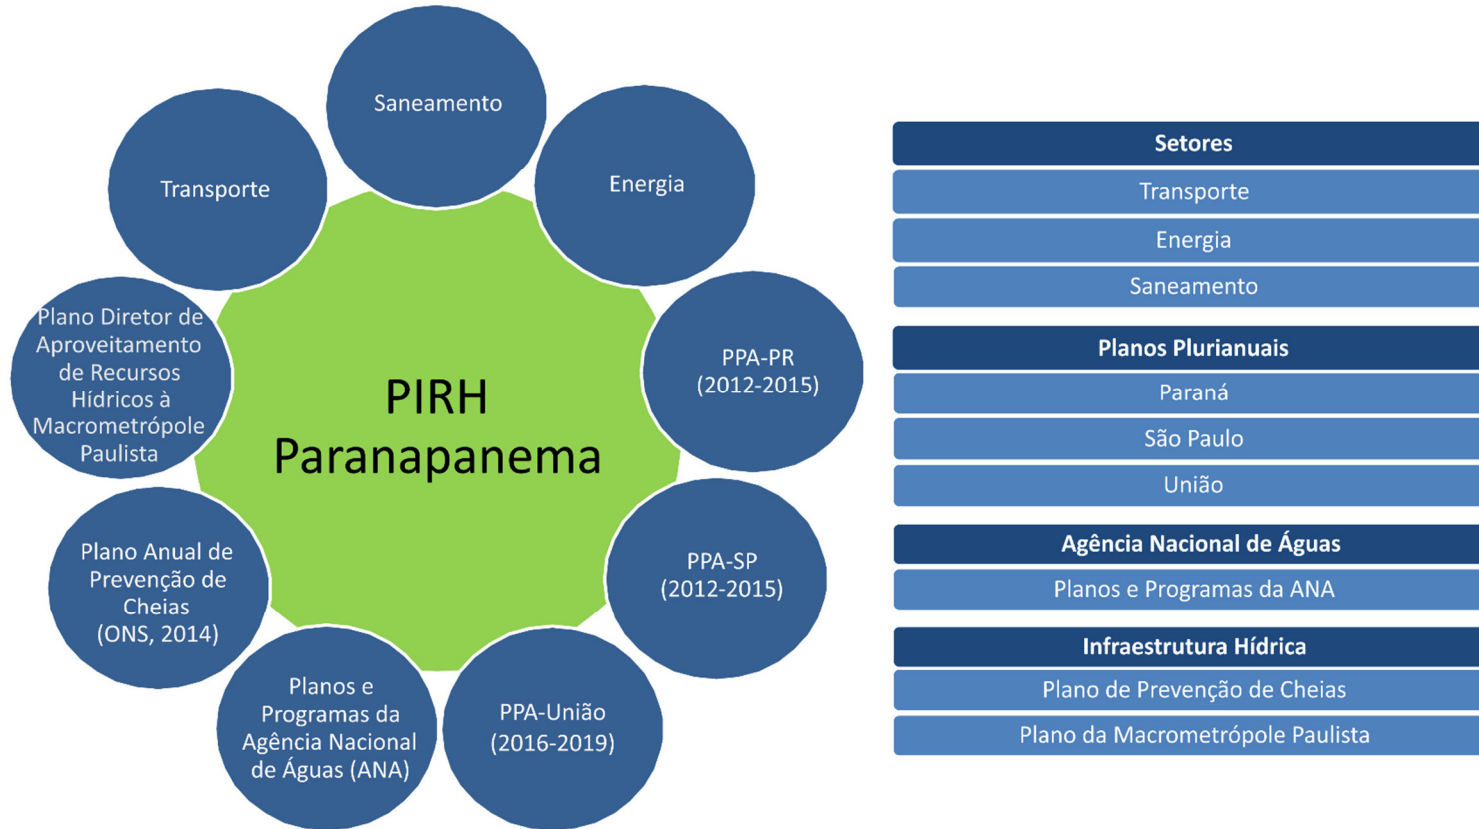 Saneamento
Energia
Transporte
PPA-PR
(2012-2015)
PPA-SP
(2012-2015)
PPA-União
(2016-2019)
Planos e
Programas da
Agência Nacional
de Águas (ANA)
Plano Anual de
Prevenção de
Cheias
(ONS, 2014)
Plano Diretor de
Aproveitamento
de Recursos
Hídricos à
Macrometrópole
Paulista
PIRH
Paranapanema
Setores
Transporte
Energia
Saneamento
Planos Plurianuais
Paraná
São Paulo
União
Agência Nacional de Águas
Planos e Programas da ANA
Infraestrutura Hídrica
Plano de Prevenção de Cheias
Plano da Macrometrópole Paulista